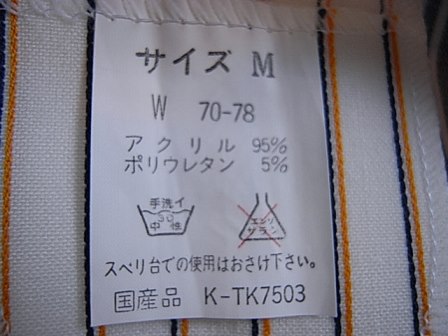 サイズ M
W 70-78
アクリル 95%
ポリウレタン 5%
手洗イ
30
中性
エンソ
サラシ
スベリ台での使用はおさけ下さい。
国産品 K-TK7503